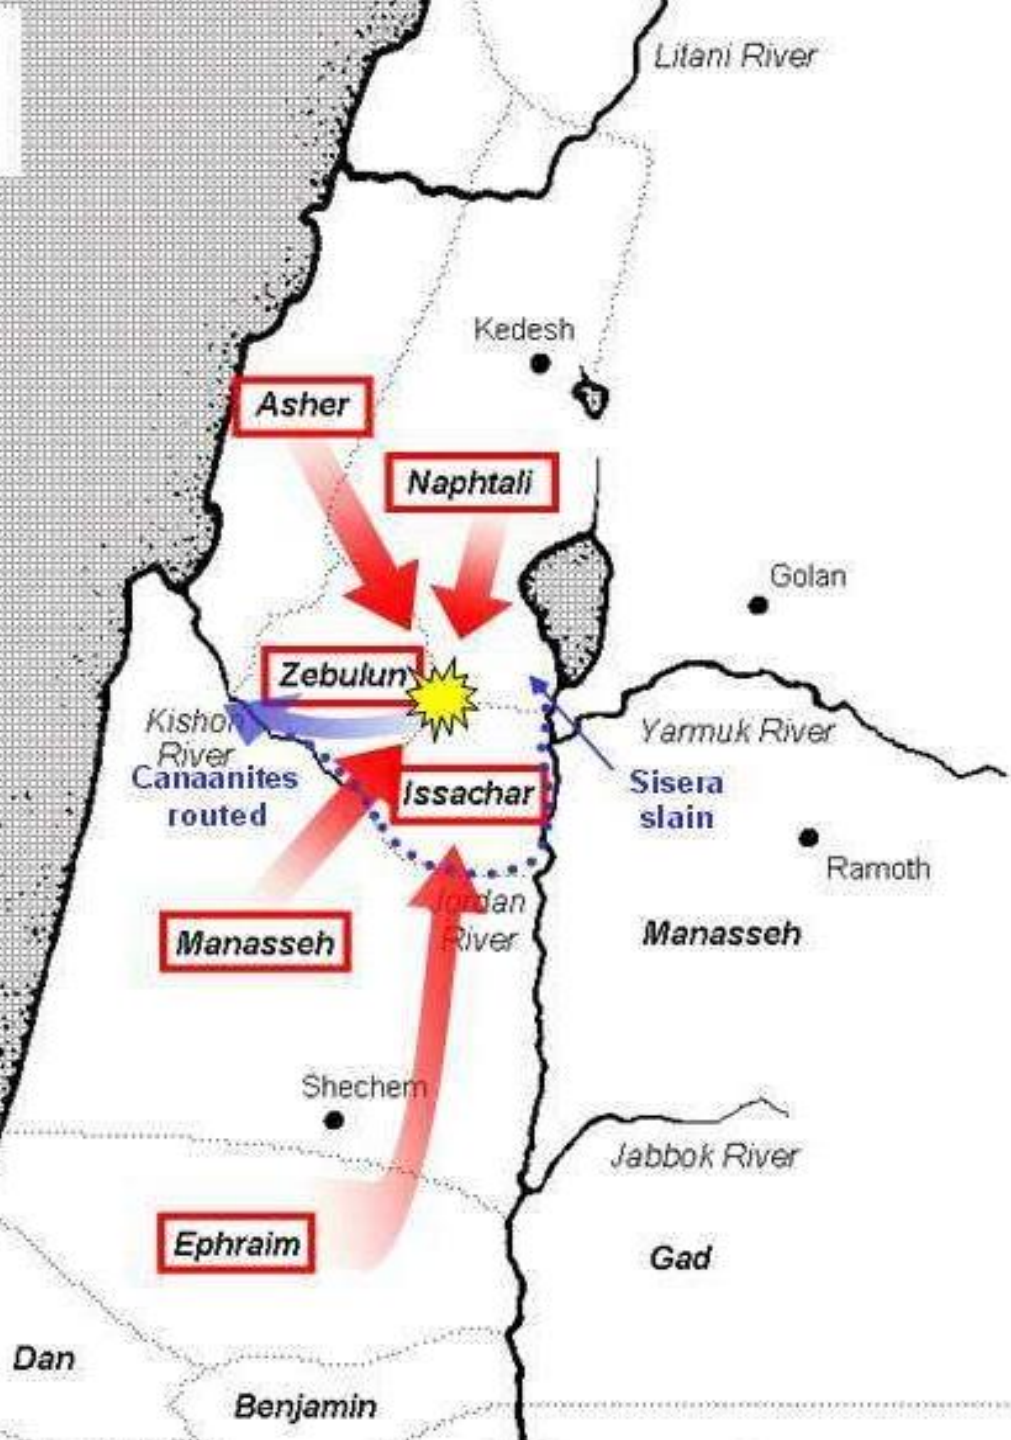 Litani River
Kedesh
Asher
Naphtali
Golan
Zebulun
Kishon
River
Yarmuk River
Canaanites
routed
Issachar
Sisera
slain
Ramoth
Jordan
River
Manasseh
Manasseh
Shechem
Jabbok River
Ephraim
Gad
Dan
Benjamin